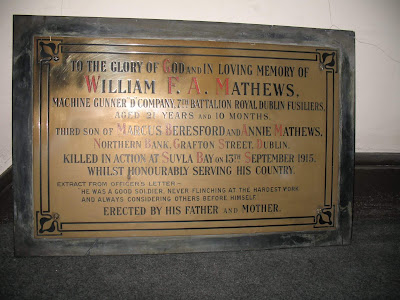 TO THE GLORY OF GOD AND IN LOVING MEMORY OF
WILLIAM F. A. MATHEWS,
MACHINE GUNNER 'D' COMPANY, 7TH BATTALION ROYAL DUBLIN FUSILIERS,
AGED 21 YEARS AND 10 MONTHS.
THIRD SON OF MARCUS BERESFORD AND ANNIE MATHEWS,
NORTHERN BANK, GRAFTON STREET, DUBLIN.
KILLED IN ACTION AT SUVLA BAY ON 13TH SEPTEMBER 1915,
WHILST HONOURABLY SERVING HIS COUNTRY.
EXTRACT FROM OFFICER'S LETTER:-
HE WAS A GOOD SOLDIER, NEVER FLINCHING AT THE HARDEST WORK
AND ALWAYS CONSIDERING OTHERS BEFORE HIMSELF.
ERECTED BY HIS FATHER AND MOTHER.